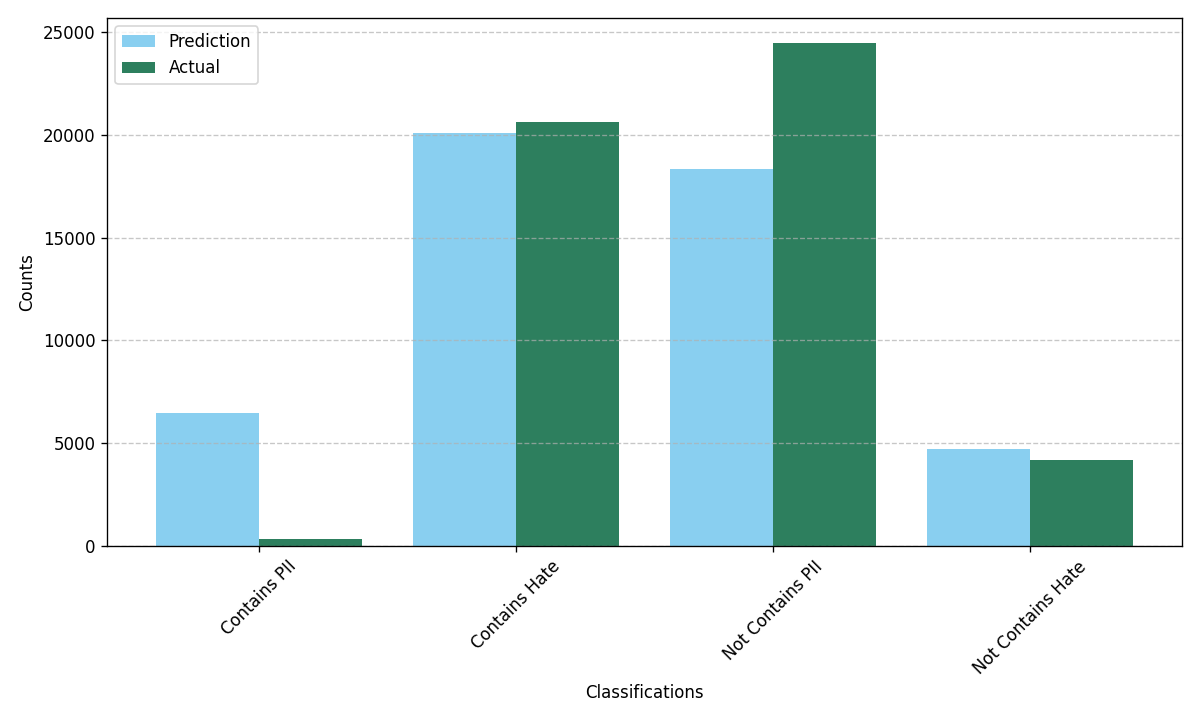 Prediction
Actual
25000
20000
15000
10000
5000
0
Counts
Contains PII
Contains Hate
Not Contains PII
Not Contains Hate
Classifications